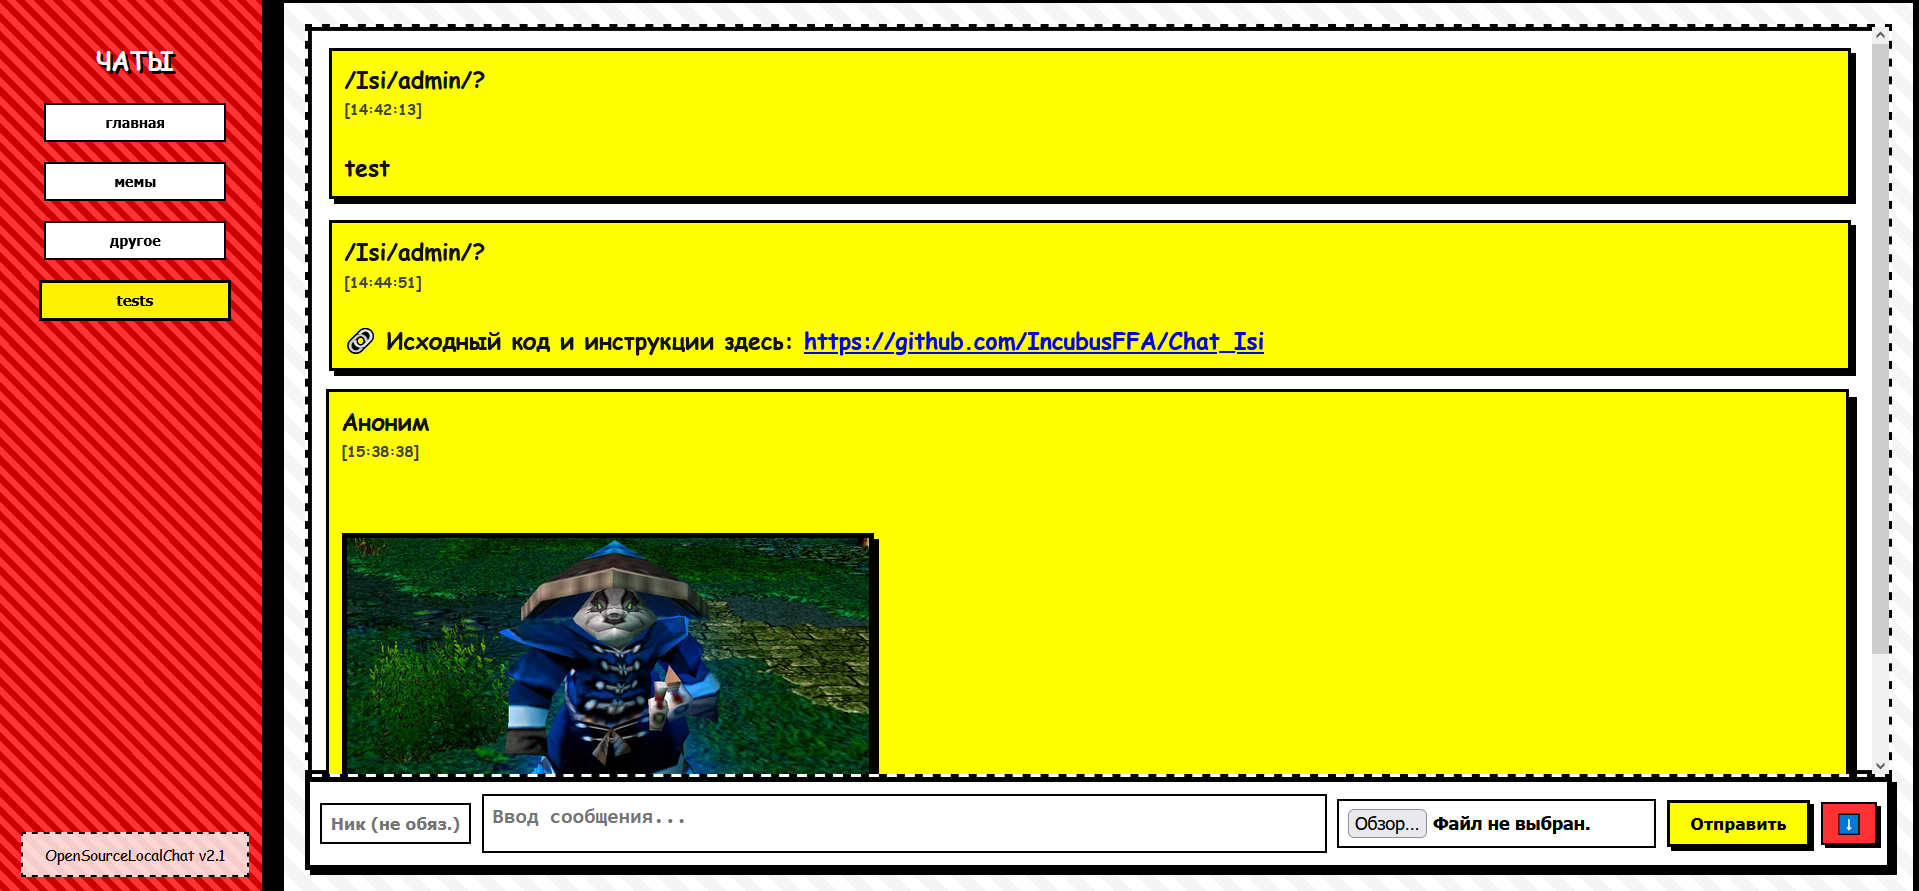 ЧАТЫ
главная
мемы
другое
tests
OpenSourceLocalChat v2.1
/Isi/admin/?
[14:42:13]
test
/Isi/admin/?
[14:44:51]
Исходный код и инструкции здесь: https://github.com/IncubusFFA/Chat_Isi
Аноним
[15:38:38]
Ник (не обяз.)
Ввод сообщения...
Обзор... Файл не выбран.
Отправить